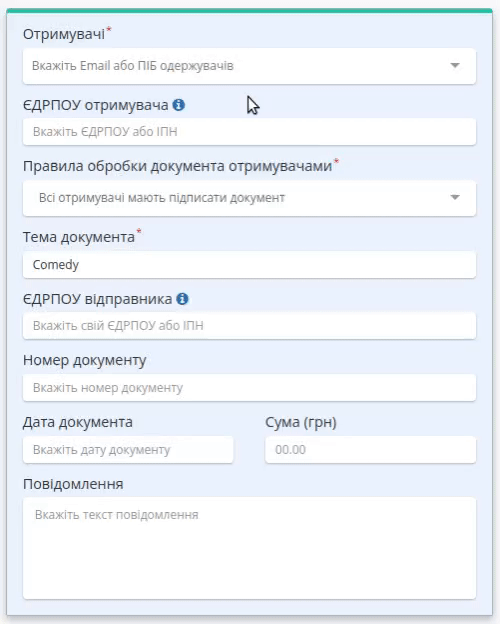 Отримувачі*
Вкажіть Email або ПІБ одержувачів
ЄДРПОУ отримувача
Вкажіть ЄДРПОУ або ІПН
Правила обробки документа отримувачами*
Всі отримувачі мають підписати документ
Тема документа*
Comedy
ЄДРПОУ відправника
Вкажіть свій ЄДРПОУ або ІПН
Номер документу
Вкажіть номер документу
Дата документа Сума (грн)
Вкажіть дату документу 00.00
Повідомлення
Вкажіть текст повідомлення